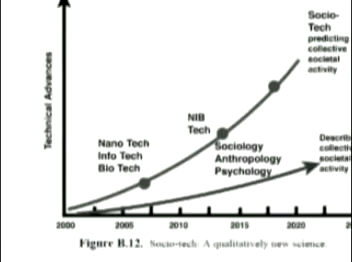 Socio-
Tech
predicting
collective
societal
activity
Technical Advances
NIB
Tech
Nano Tech
Info Tech
Bio Tech
Sociology
Anthropology
Psychology
Describ
collectiv
societal
activity
2000 2005 2010 2015 2020
Figure B.12. Socio-tech: A qualitatively new science.